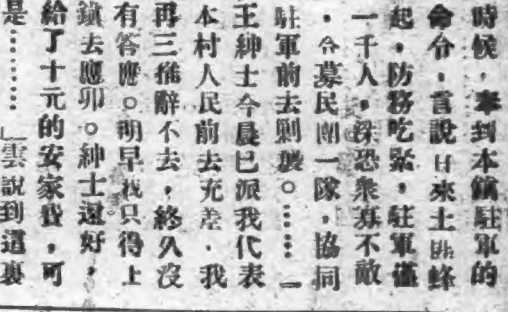 時候，奉到本鎮駐軍的
命令，言說日來土匪蜂
起，防務吃緊，駐軍僅
一千人，深恐衆寡不敵
，令募民團一隊，協同
駐軍前去剿襲。……」
王紳士今晨已派我代表
本村人民前去充差，我
再三推辭不去，終久沒
有答應。明早我只得上
鎮去應卯。紳士還好，
給了十元的安家費，可
是………」雲說到這裏